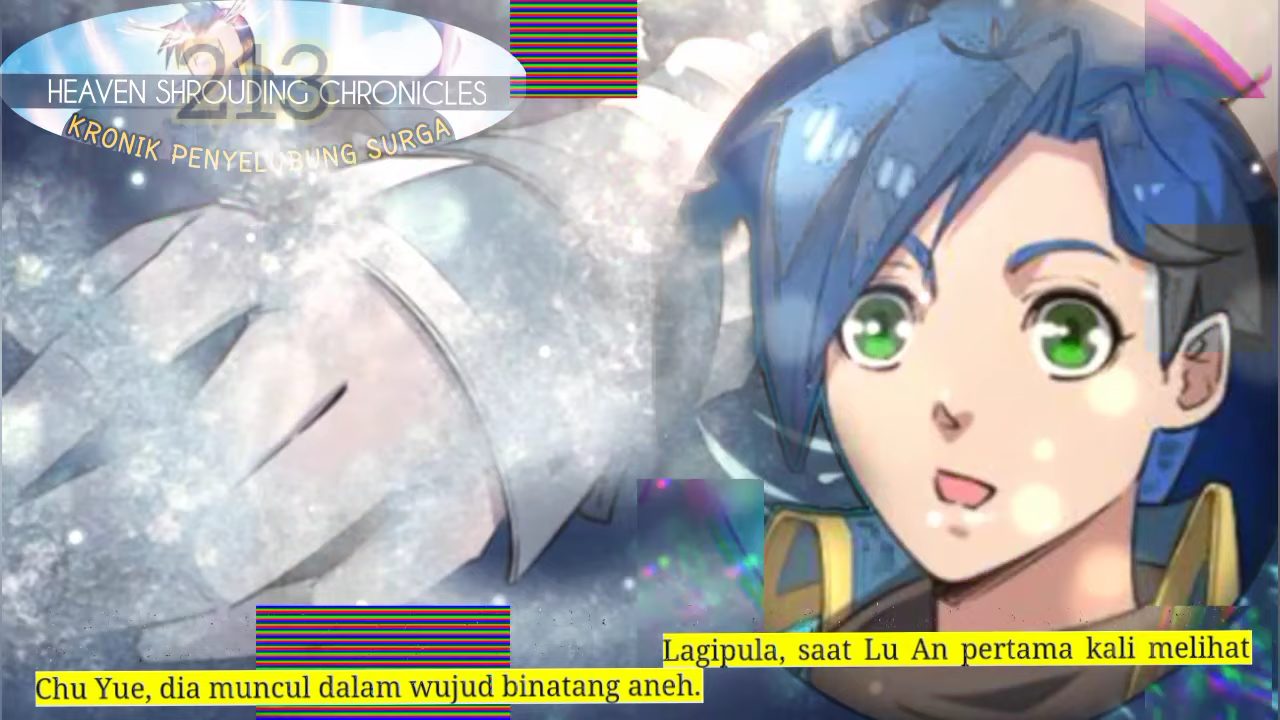 213
HEAVEN SHROUDING CHRONICLES
KRONIK PENYELUBUNG SURGA
Lagipula, saat Lu An pertama kali melihat
Chu Yue, dia muncul dalam wujud binatang aneh.